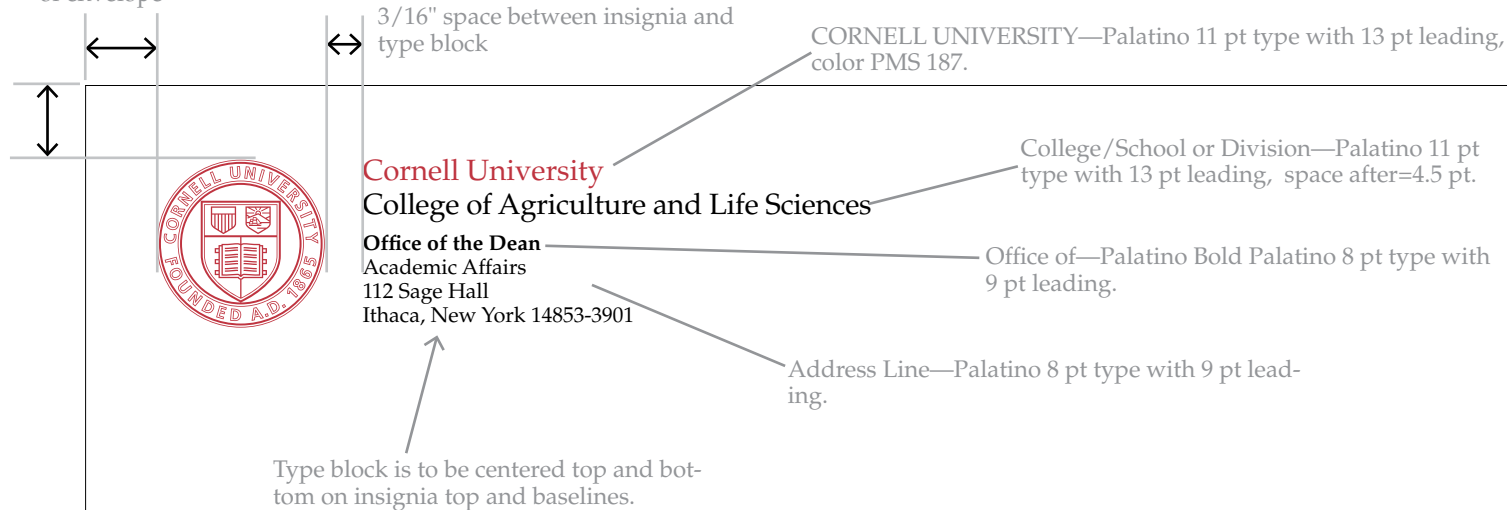 of envelope
3/16" space between insignia and
type block
CORNELL UNIVERSITY—Palatino 11 pt type with 13 pt leading,
color PMS 187.
College/School or Division—Palatino 11 pt
type with 13 pt leading,  space after=4.5 pt.
CORNELL UNIVERSITY
FOUNDED A.D. 1865
Cornell University
College of Agriculture and Life Sciences
Office of the Dean
Academic Affairs
112 Sage Hall
Ithaca, New York 14853-3901
Office of—Palatino Bold Palatino 8 pt type with
9 pt leading.
Address Line—Palatino 8 pt type with 9 pt lead-
ing.
Type block is to be centered top and bot-
tom on insignia top and baselines.